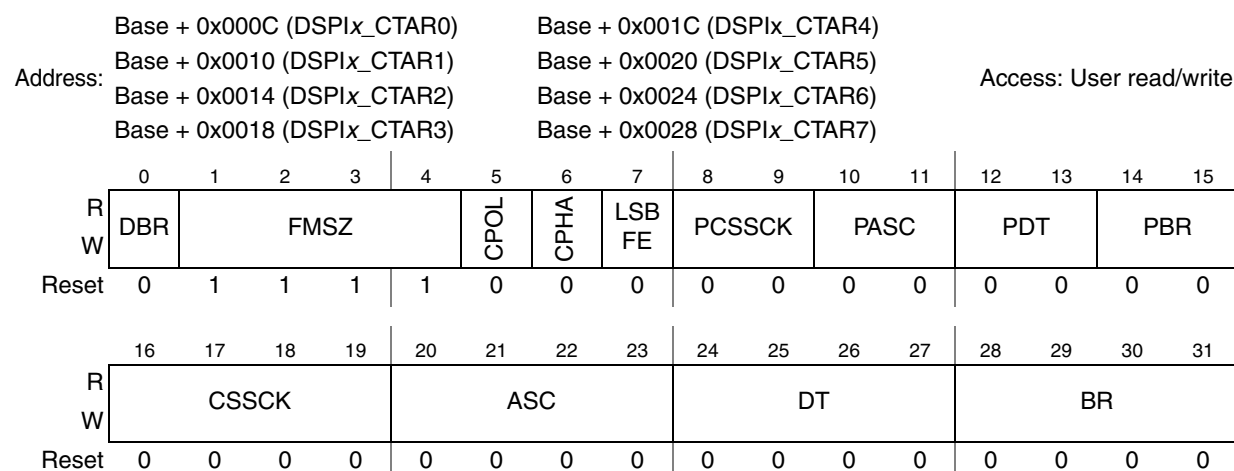 Base + 0x000C (DSPIx_CTAR0) Base + 0x001C (DSPIx_CTAR4)
Base + 0x0010 (DSPIx_CTAR1) Base + 0x0020 (DSPIx_CTAR5)
Address: Access: User read/write
Base + 0x0014 (DSPIx_CTAR2) Base + 0x0024 (DSPIx_CTAR6)
Base + 0x0018 (DSPIx_CTAR3) Base + 0x0028 (DSPIx_CTAR7)
0 1 2 3 4 5 6 7 8 9 10 11 12 13 14 15
R
W
DBR FMSZ CPOL CPHA LSB FE PCSSCK PASC PDT PBR
Reset 0 1 1 1 1 0 0 0 0 0 0 0 0 0 0 0
16 17 18 19 20 21 22 23 24 25 26 27 28 29 30 31
R
W
CSSCK ASC DT BR
Reset 0 0 0 0 0 0 0 0 0 0 0 0 0 0 0 0